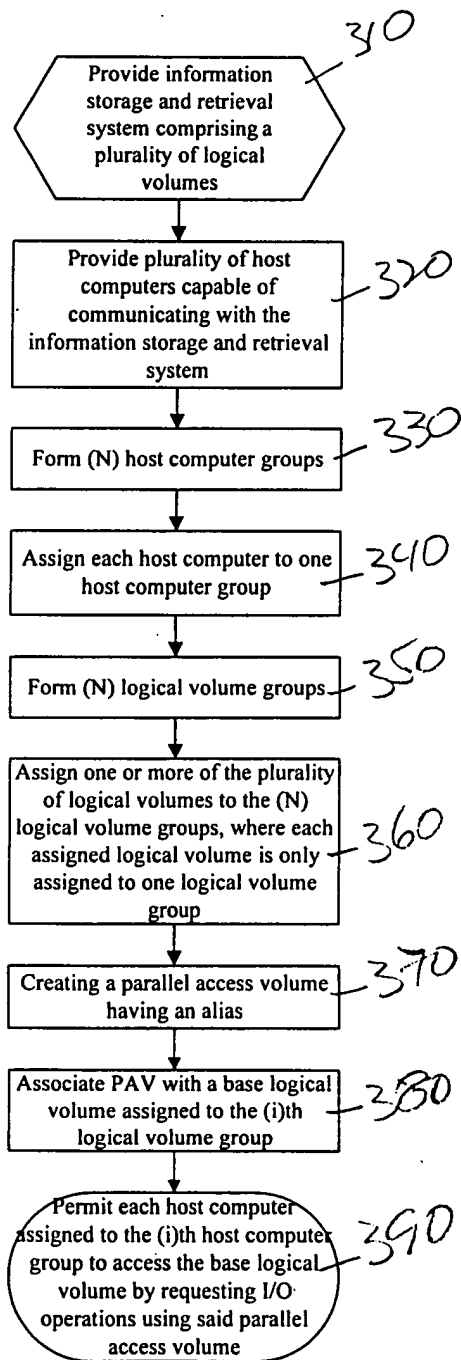 310
Provide information
storage and retrieval
system comprising a
plurality of logical
volumes
320
Provide plurality of host
computers capable of
communicating with the
information storage and retrieval
system
330
Form (N) host computer groups
340
Assign each host computer to one
host computer group
350
Form (N) logical volume groups
Assign one or more of the plurality
of logical volumes to the (N)
logical volume groups, where each
assigned logical volume is only
assigned to one logical volume
group
360
370
Creating a parallel access volume
having an alias
380
Associate PAV with a base logical
volume assigned to the (i)th
logical volume group
Permit each host computer
assigned to the (i)th host computer
group to access the base logical
volume by requesting I/O
operations using said parallel
access volume
390